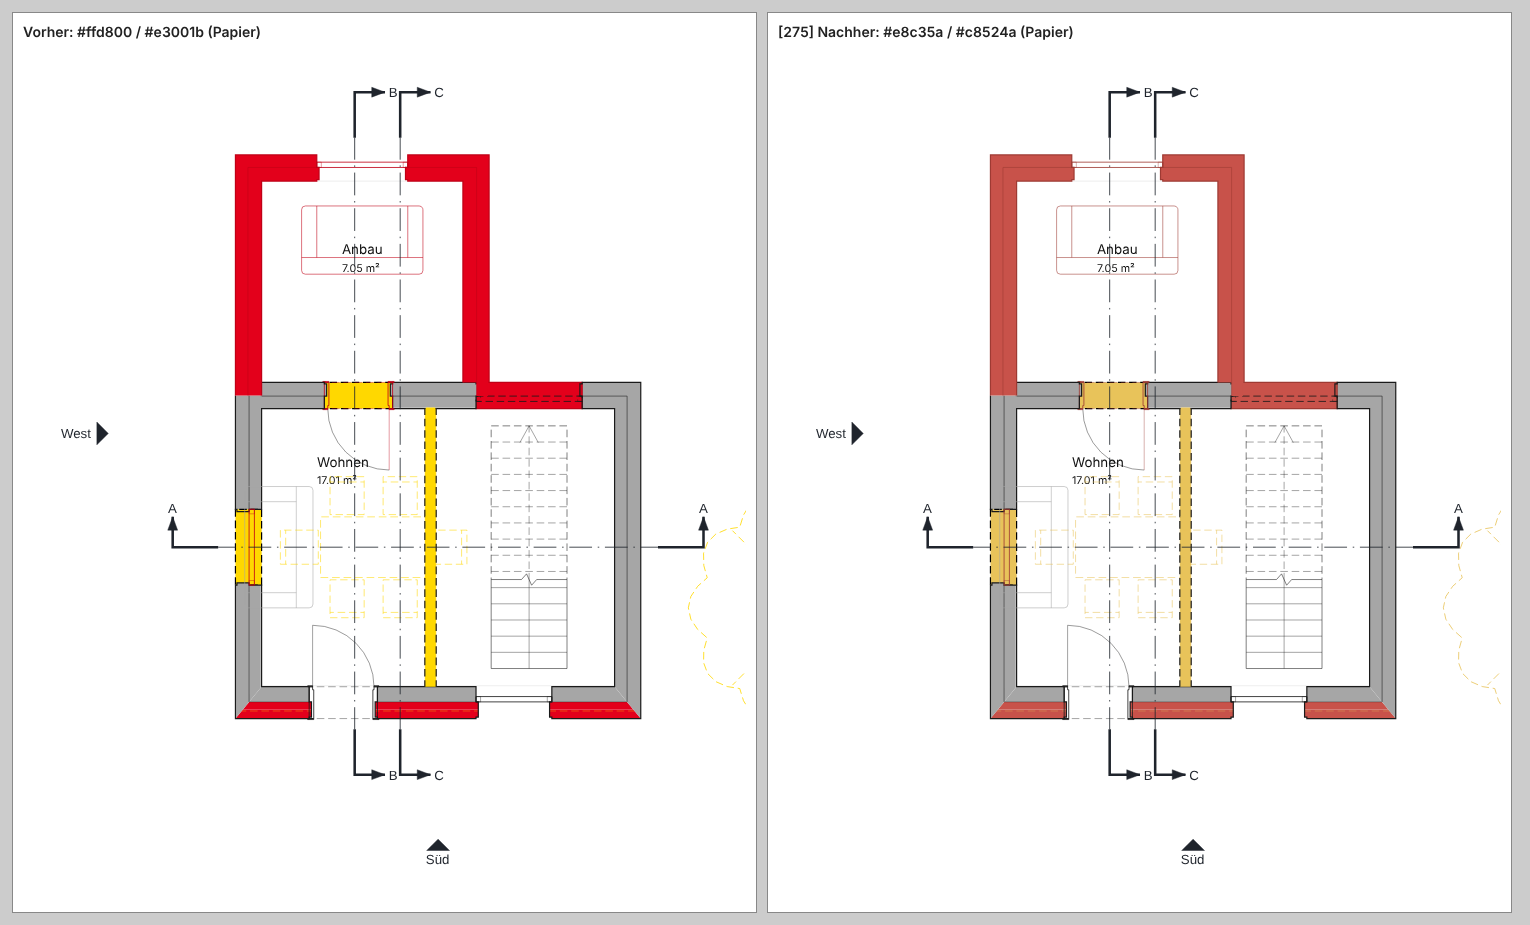 Vorher: #ffd800 / #e3001b (Papier)
B C
Anbau
7.05 m²
West
Wohnen
17.01 m²
A A
B C
Süd
[275] Nachher: #e8c35a / #c8524a (Papier)
B C
Anbau
7.05 m²
West
Wohnen
17.01 m²
A A
B C
Süd